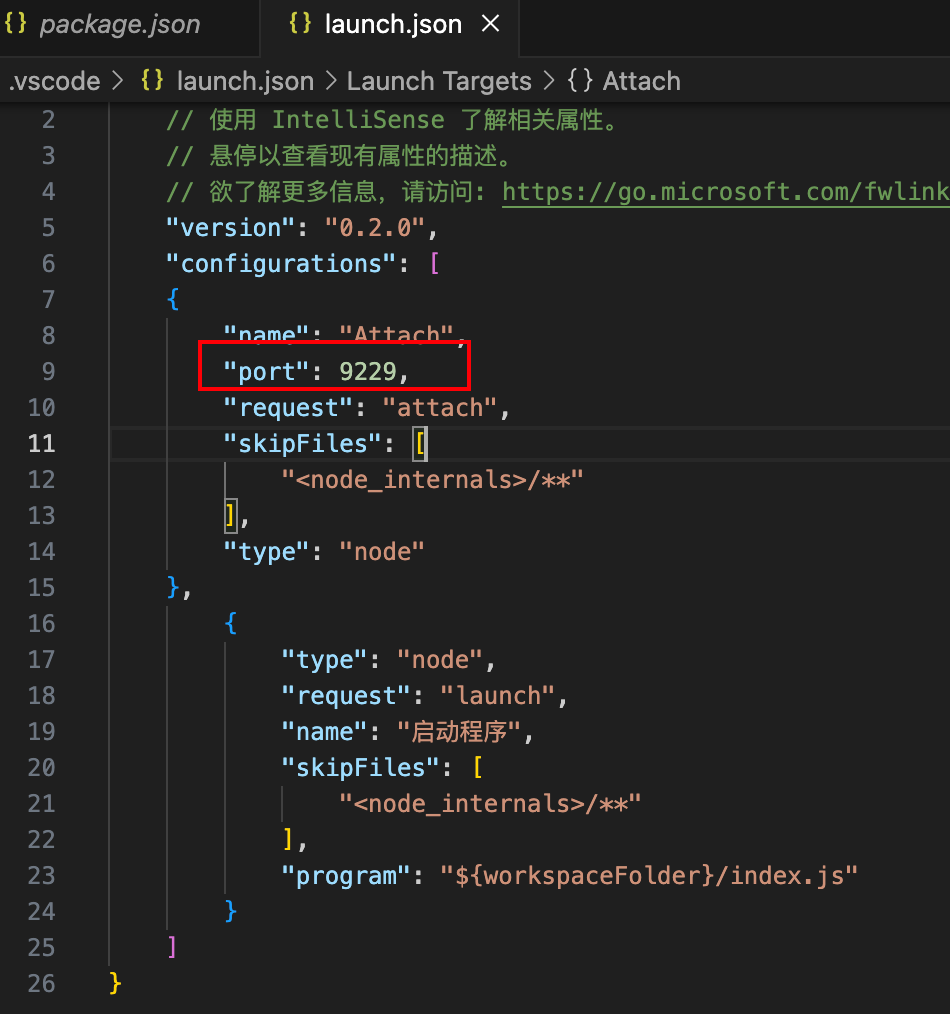 {} package.json
{} launch.json ×
.vscode > {} launch.json > Launch Targets > {} Attach
2 // 使用 IntelliSense 了解相关属性。
3 // 悬停以查看现有属性的描述。
4 // 欲了解更多信息，请访问: https://go.microsoft.com/fwlink
5 "version": "0.2.0",
6 "configurations": [
7 {
8 "name": "Attach",
9 "port": 9229,
10 "request": "attach",
11 "skipFiles": [
12 "<node_internals>/**"
13 ],
14 "type": "node"
15 },
16 {
17 "type": "node",
18 "request": "launch",
19 "name": "启动程序",
20 "skipFiles": [
21 "<node_internals>/**"
22 ],
23 "program": "${workspaceFolder}/index.js"
24 }
25 ]
26 }